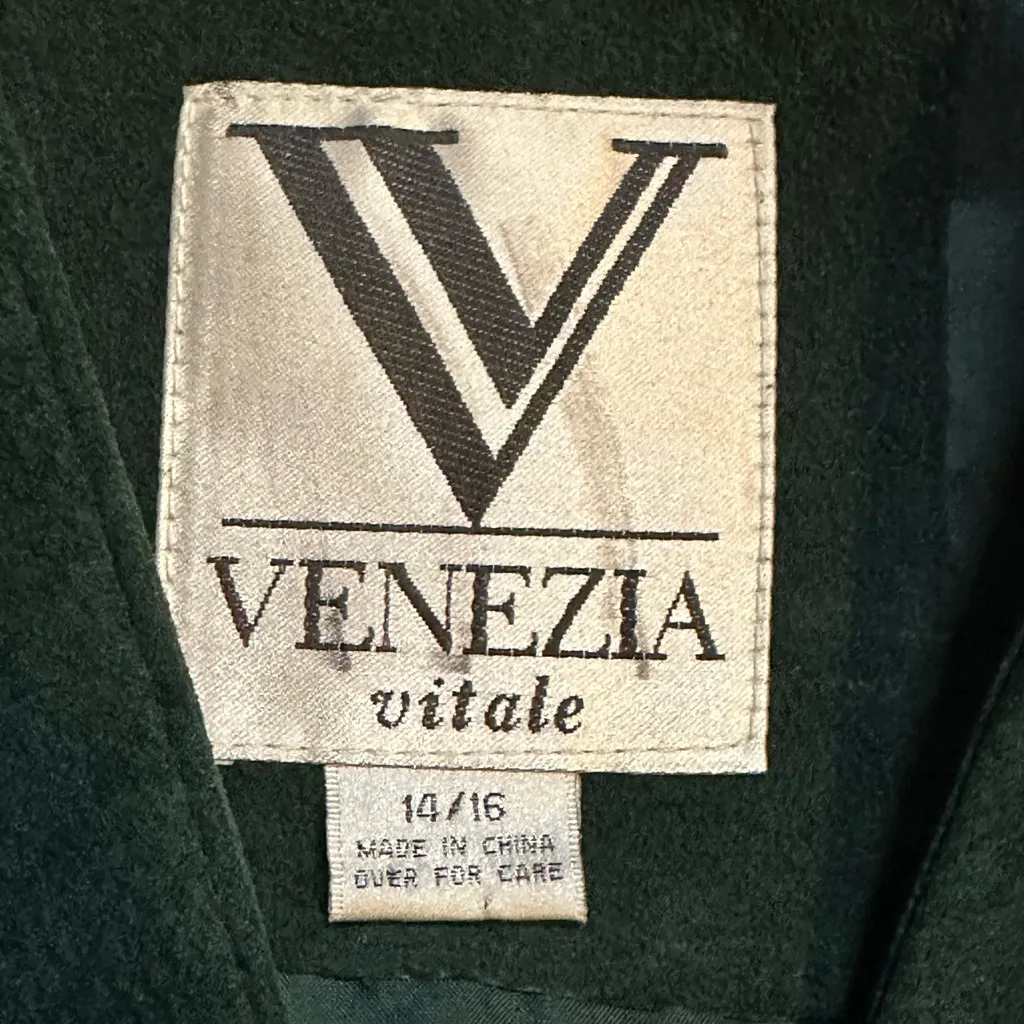 V
VENEZIA
vitale
14/16
MADE IN CHINA
OVER FOR CARE